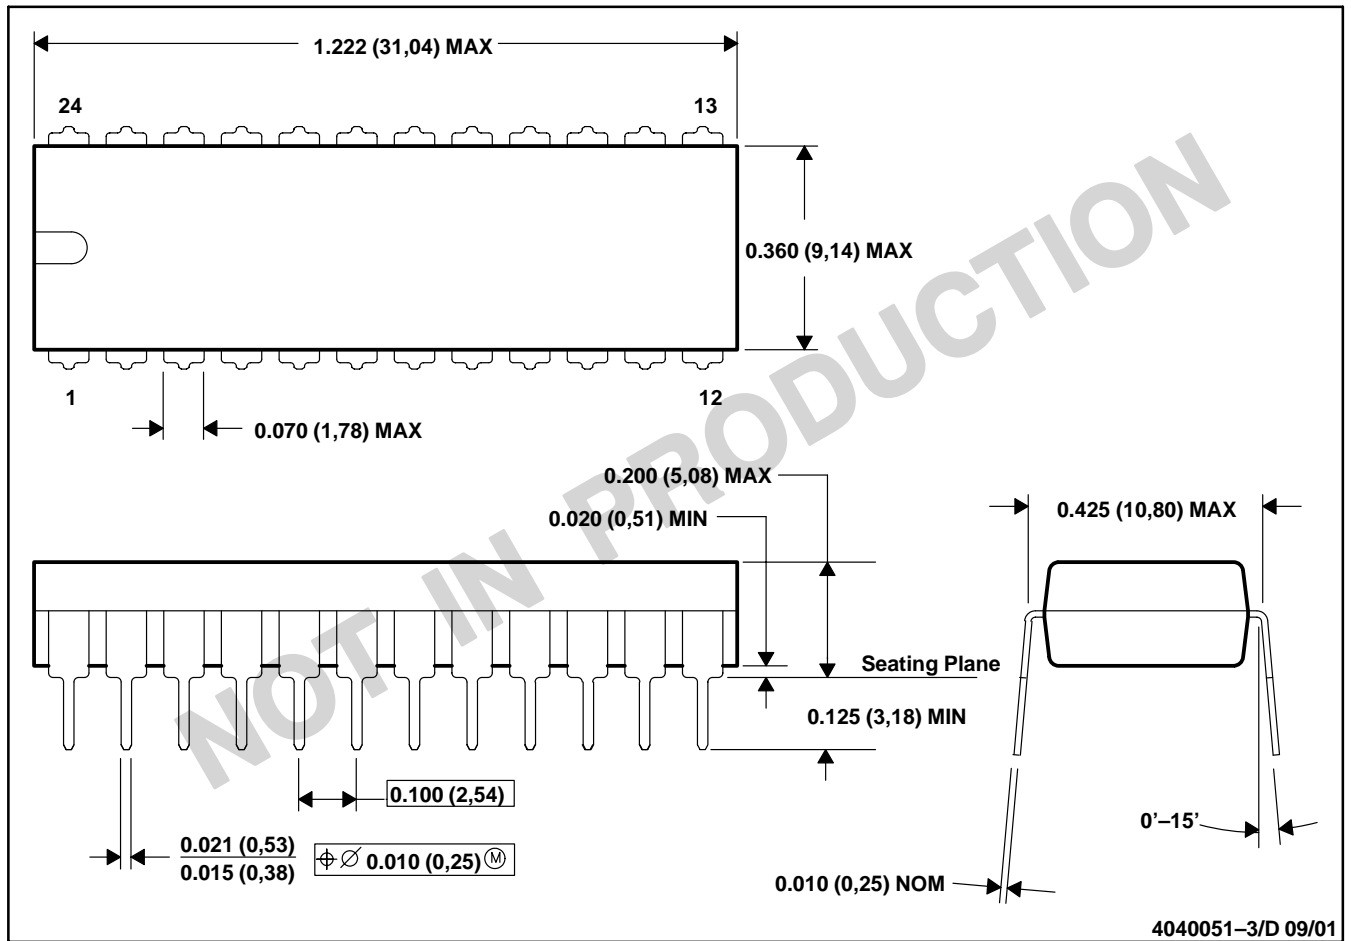 1.222 (31,04) MAX
24
13
0.360 (9,14) MAX
1
12
0.070 (1,78) MAX
0.200 (5,08) MAX
0.020 (0,51) MIN
0.425 (10,80) MAX
Seating Plane
0.125 (3,18) MIN
0.100 (2,54)
0.021 (0,53)
0.015 (0,38)
⌖ ∅ 0.010 (0,25) Ⓜ
0’–15’
0.010 (0,25) NOM
4040051–3/D 09/01
NOT IN PRODUCTION